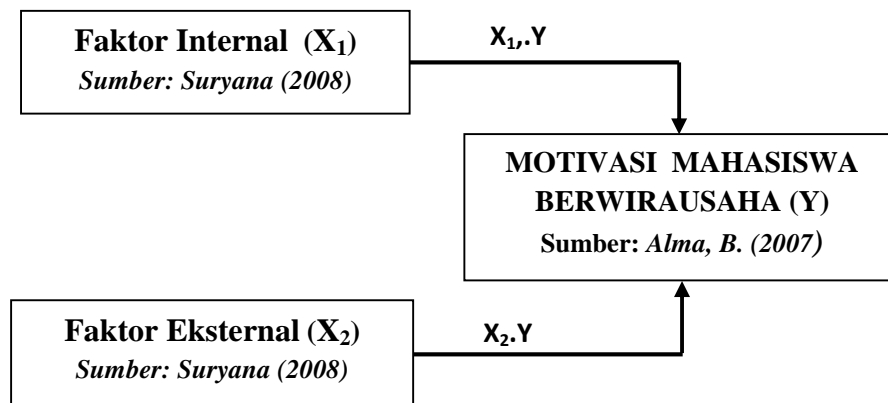 Faktor Internal (X₁)
Sumber: Suryana (2008)
X₁,.Y
MOTIVASI MAHASISWA
BERWIRAUSAHA (Y)
Sumber: Alma, B. (2007)
Faktor Eksternal (X₂)
Sumber: Suryana (2008)
X₂.Y